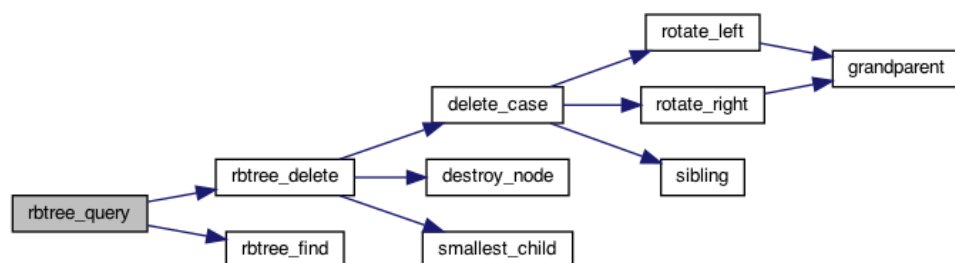 rotate_left
grandparent
delete_case
rotate_right
rbtree_delete
destroy_node
sibling
rbtree_query
rbtree_find
smallest_child